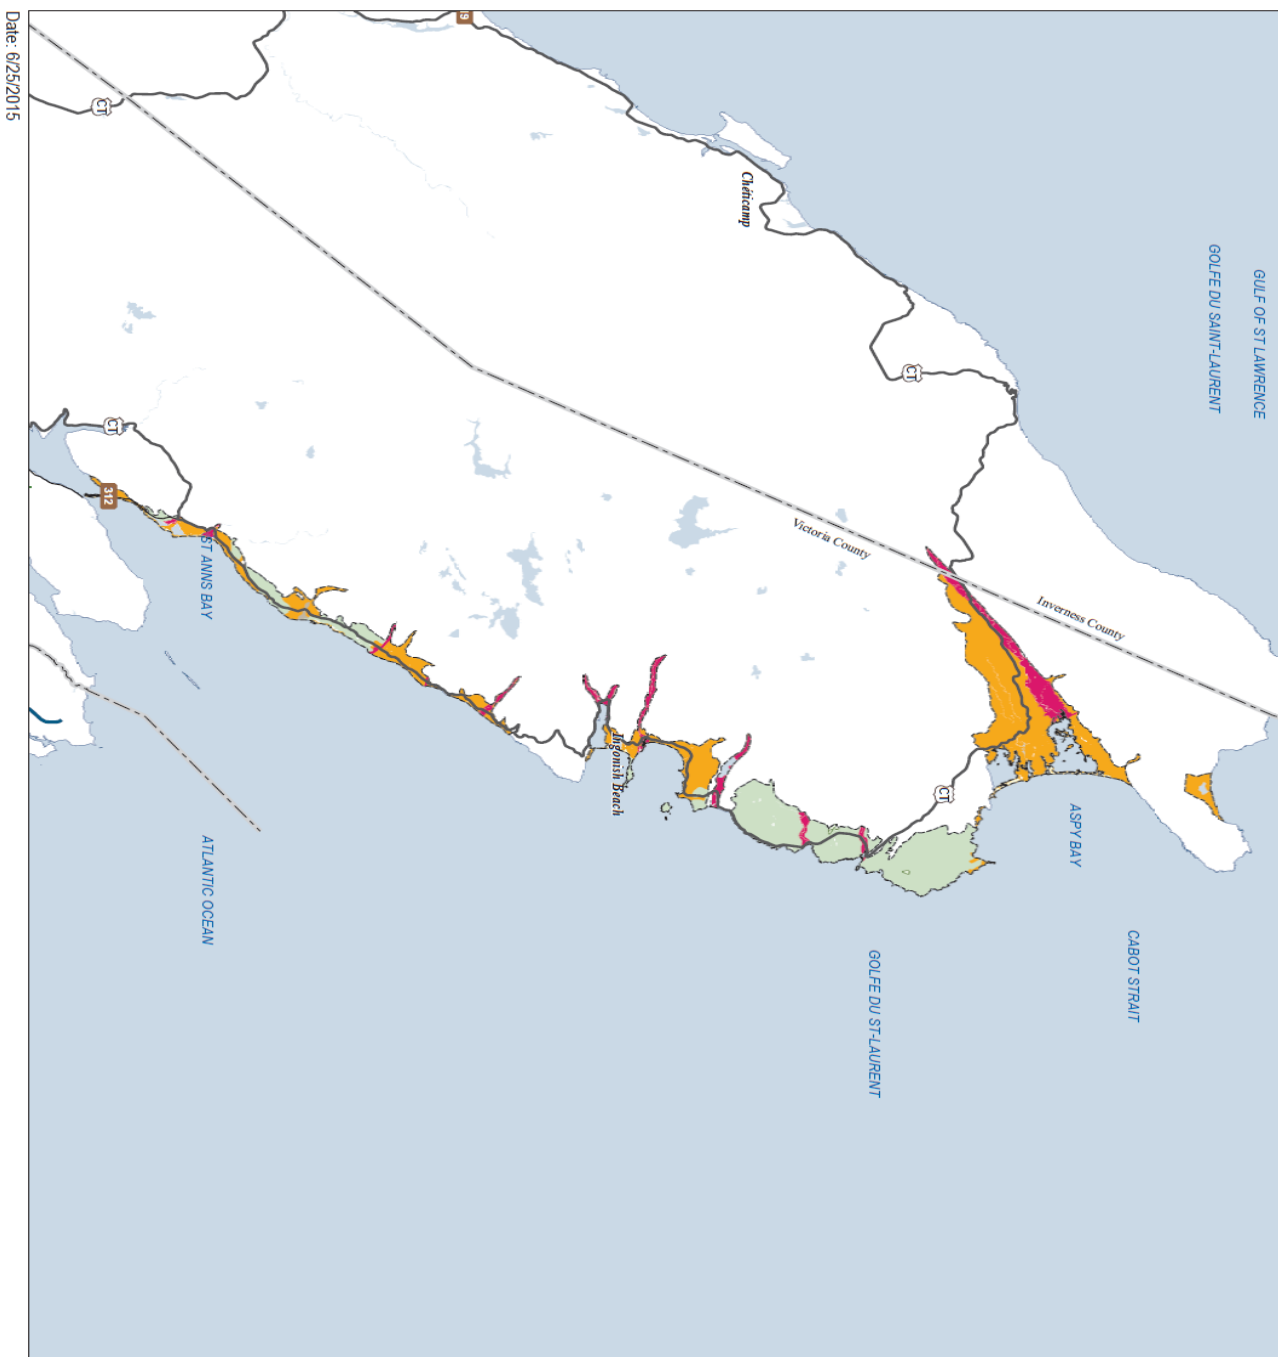 GULF OF ST LAWRENCE
GOLFE DU SAINT-LAURENT
CABOT STRAIT
ASPY BAY
Inverness County
CT
Victoria County
CT
GOLFE DU ST-LAURENT
Chéticamp
Ingonish Beach
19
ST ANNS BAY
ATLANTIC OCEAN
CT
CT
312
Date: 6/25/2015